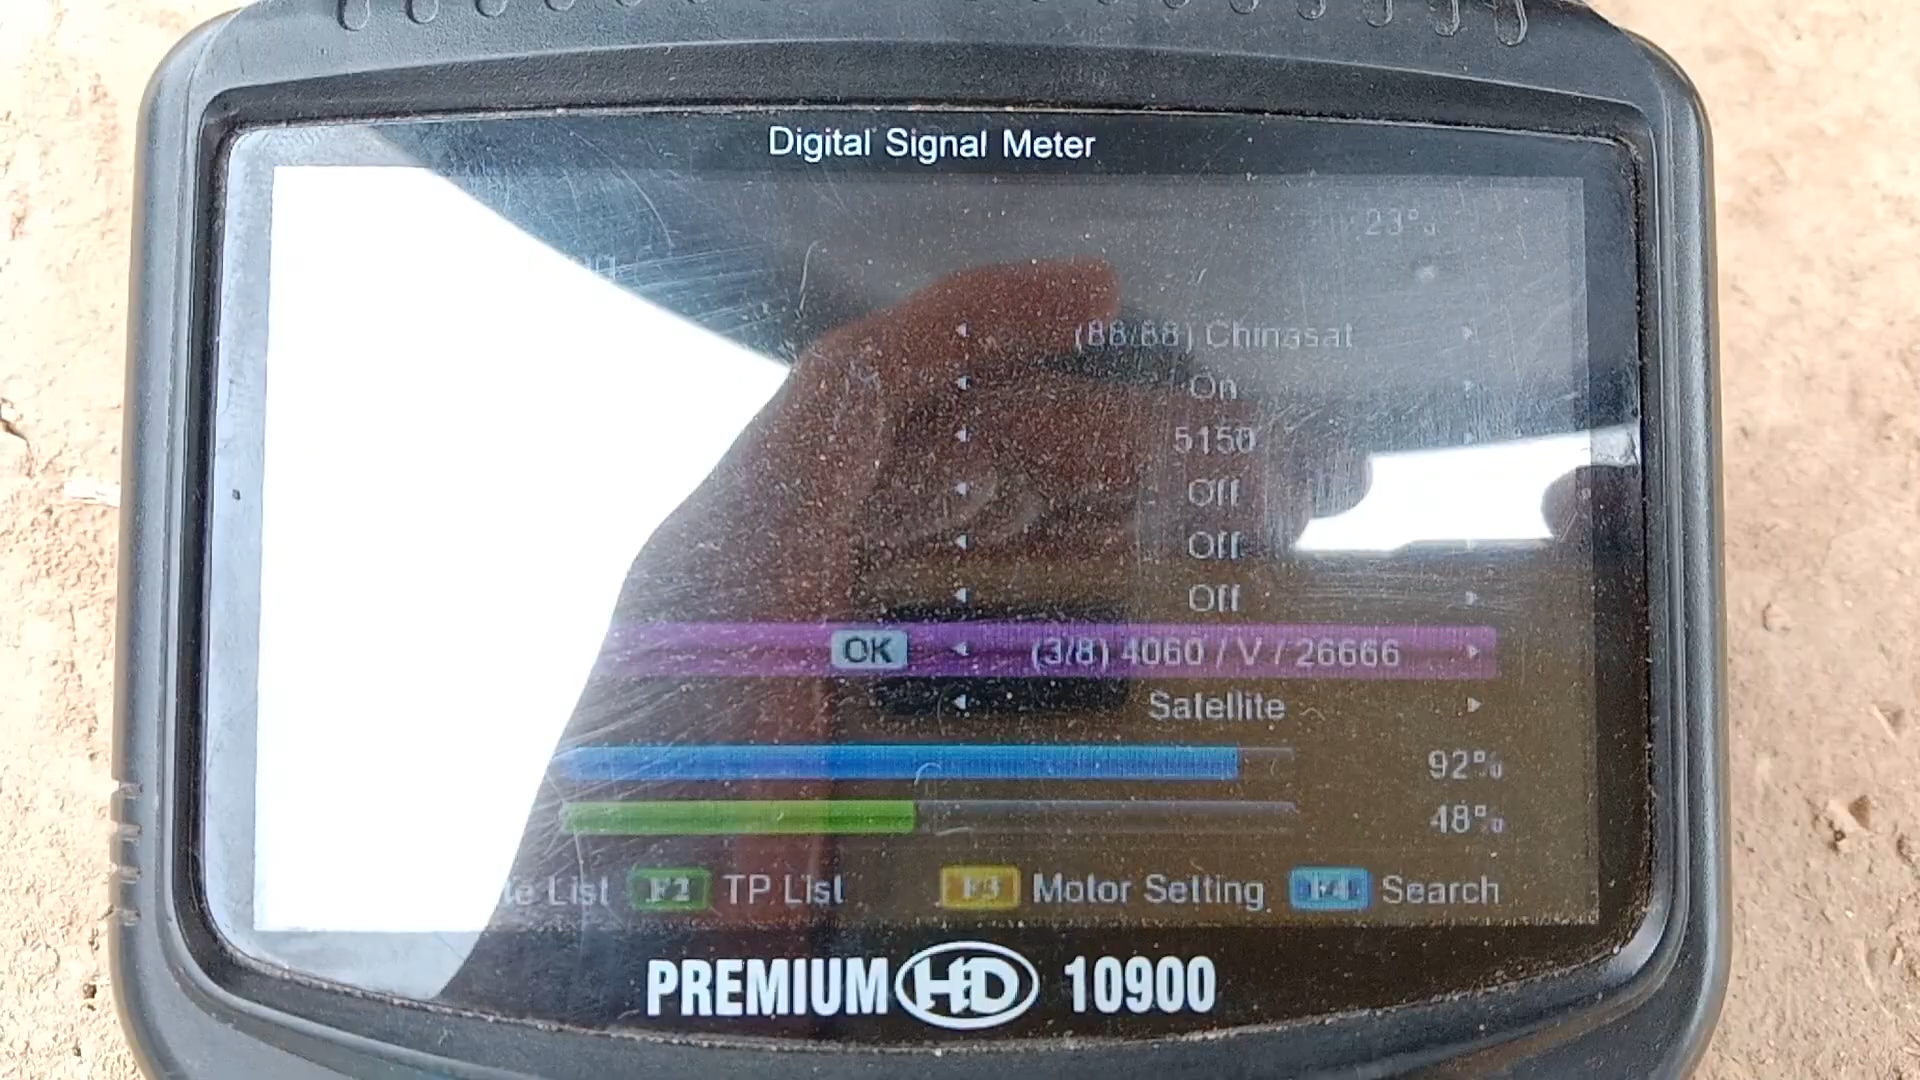 Digital Signal Meter
23%
(88/88) Chinasat
On
5150
Off
Off
Off
OK (3/8) 4060 / V / 26666
Satellite
92%
48%
List F2 TP List F3 Motor Setting F4 Search
PREMIUM HD 10900